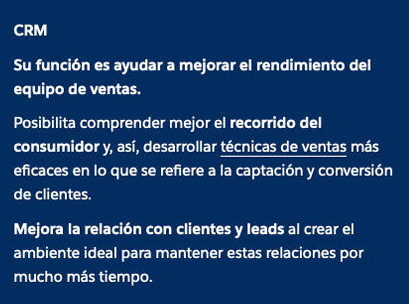 CRM
Su función es ayudar a mejorar el rendimiento del
equipo de ventas.
Posibilita comprender mejor el recorrido del
consumidor y, así, desarrollar técnicas de ventas más
eficaces en lo que se refiere a la captación y conversión
de clientes.
Mejora la relación con clientes y leads al crear el
ambiente ideal para mantener estas relaciones por
mucho más tiempo.